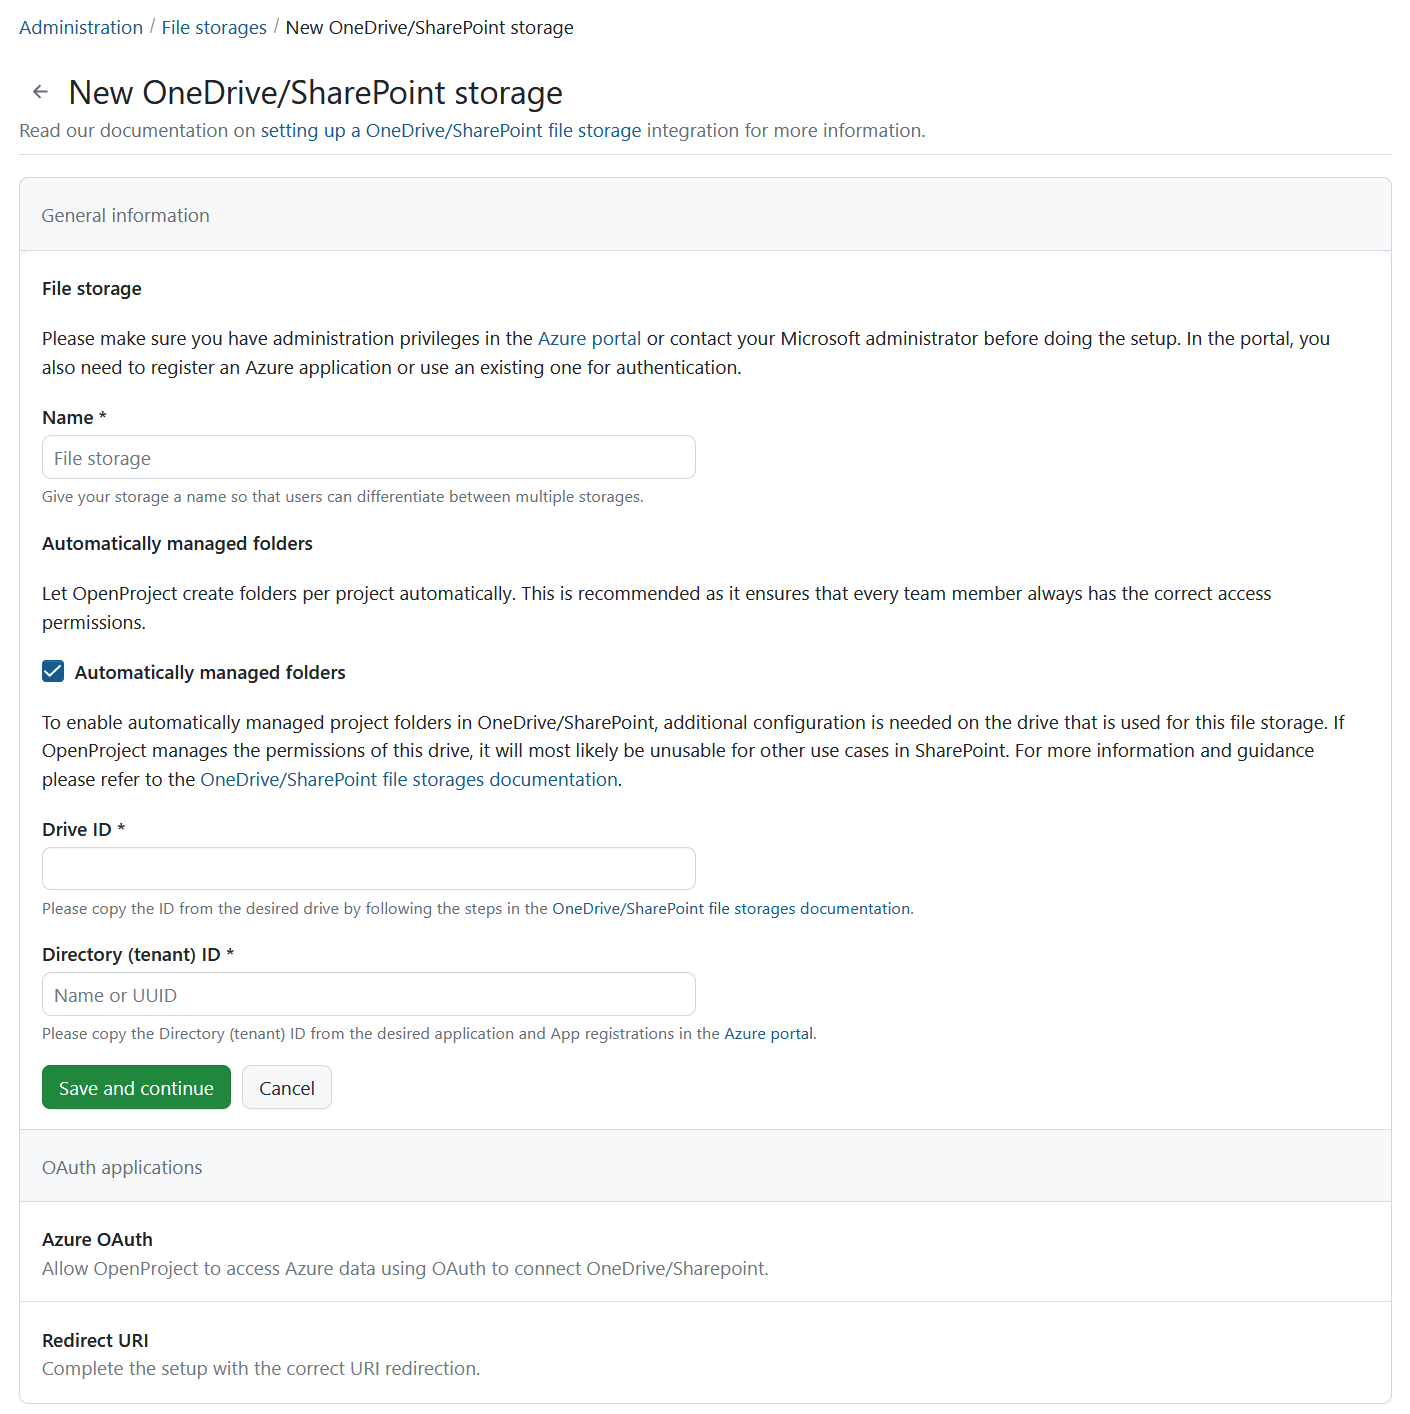 Administration / File storages / New OneDrive/SharePoint storage
New OneDrive/SharePoint storage
Read our documentation on setting up a OneDrive/SharePoint file storage integration for more information.
General information
File storage
Please make sure you have administration privileges in the Azure portal or contact your Microsoft administrator before doing the setup. In the portal, you
also need to register an Azure application or use an existing one for authentication.
Name *
File storage
Give your storage a name so that users can differentiate between multiple storages.
Automatically managed folders
Let OpenProject create folders per project automatically. This is recommended as it ensures that every team member always has the correct access
permissions.
Automatically managed folders
To enable automatically managed project folders in OneDrive/SharePoint, additional configuration is needed on the drive that is used for this file storage. If
OpenProject manages the permissions of this drive, it will most likely be unusable for other use cases in SharePoint. For more information and guidance
please refer to the OneDrive/SharePoint file storages documentation.
Drive ID *
Please copy the ID from the desired drive by following the steps in the OneDrive/SharePoint file storages documentation.
Directory (tenant) ID *
Name or UUID
Please copy the Directory (tenant) ID from the desired application and App registrations in the Azure portal.
Save and continue
Cancel
OAuth applications
Azure OAuth
Allow OpenProject to access Azure data using OAuth to connect OneDrive/Sharepoint.
Redirect URI
Complete the setup with the correct URI redirection.